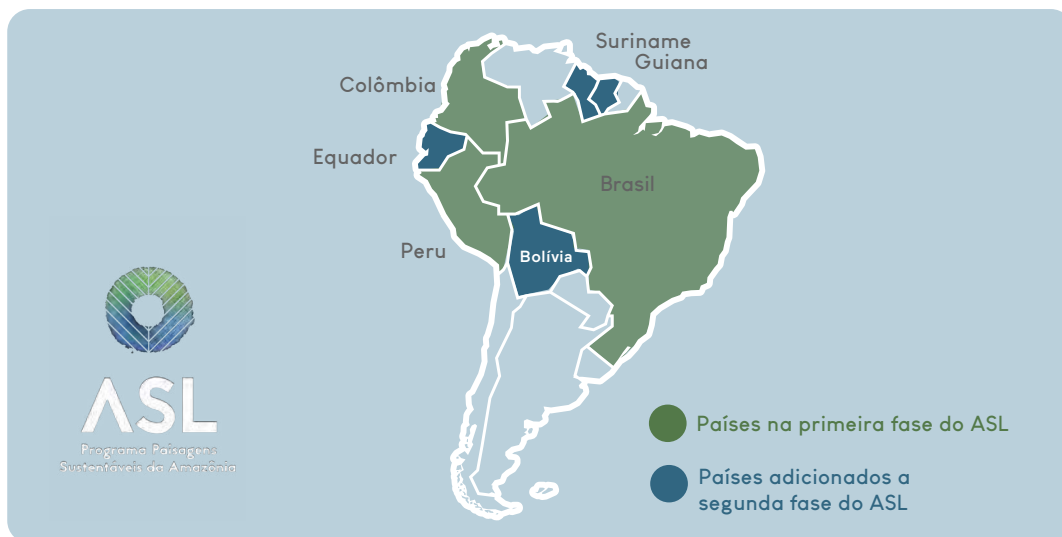 Suriname
Guiana
Colômbia
Equador
Brasil
Peru
Bolívia
ASL
Programa Paisagens
Sustentáveis da Amazônia
Países na primeira fase do ASL
Países adicionados a
segunda fase do ASL